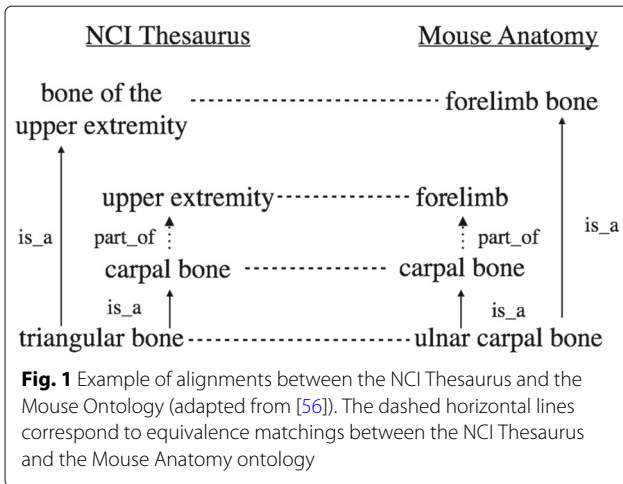 NCI Thesaurus Mouse Anatomy
bone of the
upper extremity
forelimb bone
upper extremity forelimb
is_a part_of part_of is_a
carpal bone carpal bone
is_a is_a
triangular bone ulnar carpal bone
Fig. 1 Example of alignments between the NCI Thesaurus and the
Mouse Ontology (adapted from [56]). The dashed horizontal lines
correspond to equivalence matchings between the NCI Thesaurus
and the Mouse Anatomy ontology